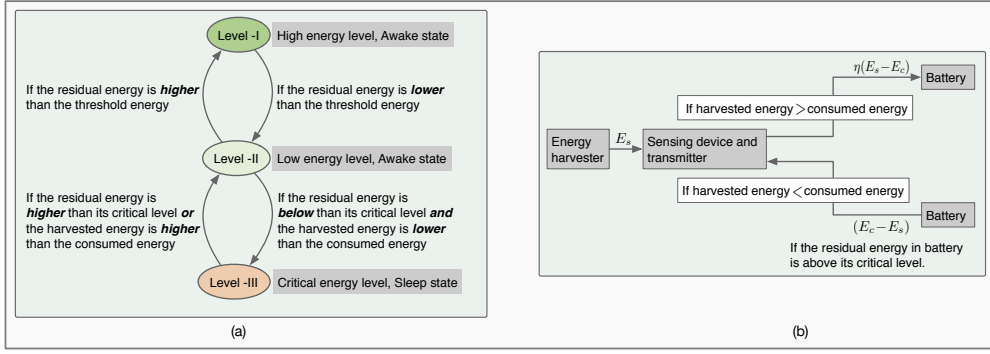 Level -I
High energy level, Awake state
If the residual energy is higher
than the threshold energy
If the residual energy is lower
than the threshold energy
Level -II
Low energy level, Awake state
If the residual energy is
higher than its critical level or
the harvested energy is higher
than the consumed energy
If the residual energy is
below than its critical level and
the harvested energy is lower
than the consumed energy
Level -III
Critical energy level, Sleep state
(a)
η(E_s−E_c)
Battery
If harvested energy > consumed energy
Energy
harvester
E_s
Sensing device and
transmitter
If harvested energy < consumed energy
Battery
(E_c−E_s)
If the residual energy in battery
is above its critical level.
(b)